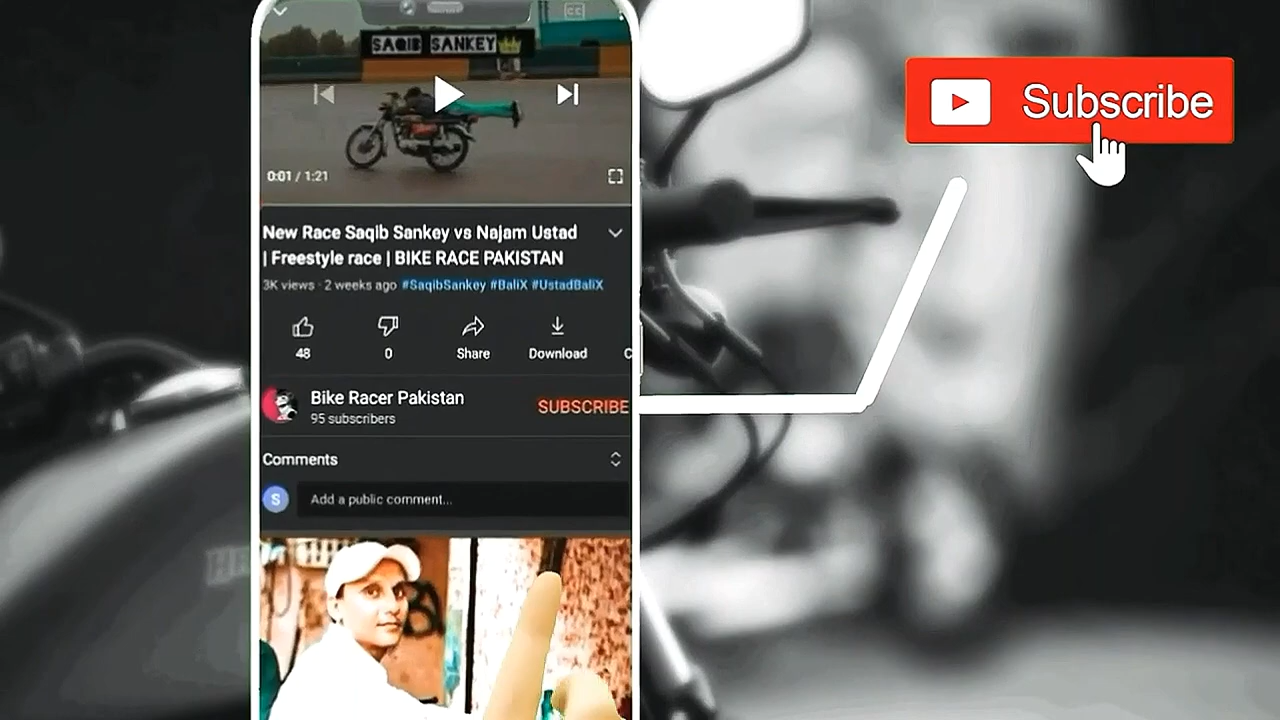 CC
SAQIB SANKEY
0:01 / 1:21
New Race Saqib Sankey vs Najam Ustad
| Freestyle race | BIKE RACE PAKISTAN
3K views · 2 weeks ago #SaqibSankey #BaliX #UstadBaliX
48
0
Share
Download
Bike Racer Pakistan
95 subscribers
SUBSCRIBE
Comments
S
Add a public comment...
Subscribe